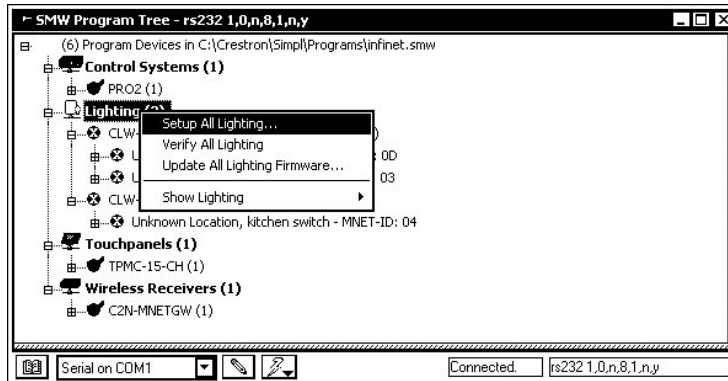 SMW Program Tree - rs232 1,0,n,8,1,n,y
(6) Program Devices in C:\Crestron\Simpl\Programs\infinet.smw
Control Systems (1)
PRO2 (1)
Lighting (2)
Setup All Lighting...
CLW-
Verify All Lighting
: 0D
Update All Lighting Firmware...
03
CLW-
Show Lighting
Unknown Location, kitchen switch - MNET-ID: 04
Touchpanels (1)
TPMC-15-CH (1)
Wireless Receivers (1)
C2N-MNETGW (1)
Serial on COM1
Connected.
rs232 1,0,n,8,1,n,y